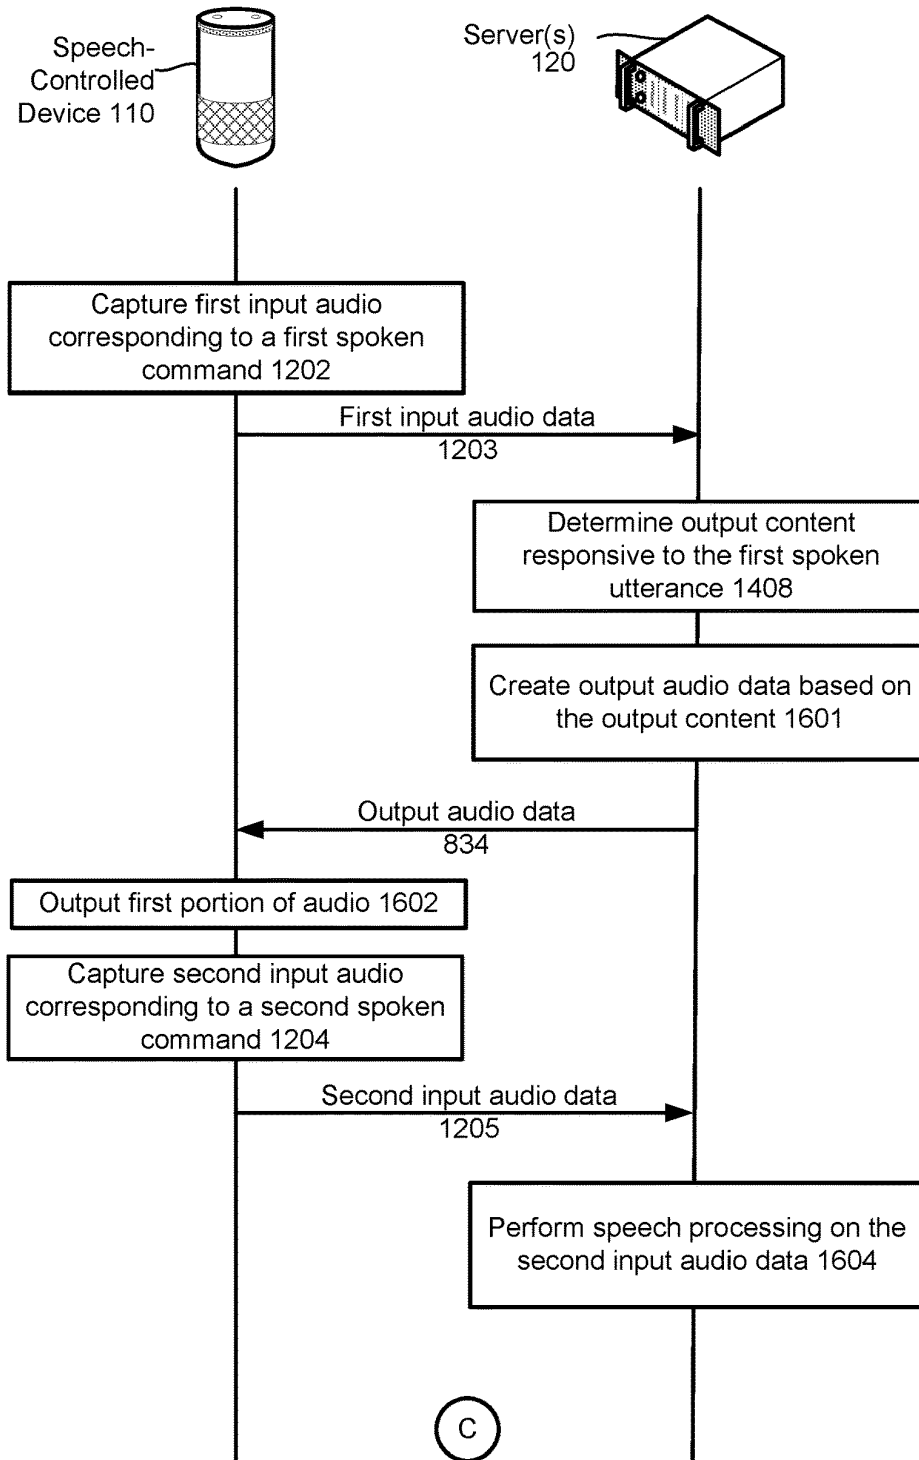 Speech-
Controlled
Device 110
Server(s)
120
Capture first input audio
corresponding to a first spoken
command 1202
First input audio data
1203
Determine output content
responsive to the first spoken
utterance 1408
Create output audio data based on
the output content 1601
Output audio data
834
Output first portion of audio 1602
Capture second input audio
corresponding to a second spoken
command 1204
Second input audio data
1205
Perform speech processing on the
second input audio data 1604
C